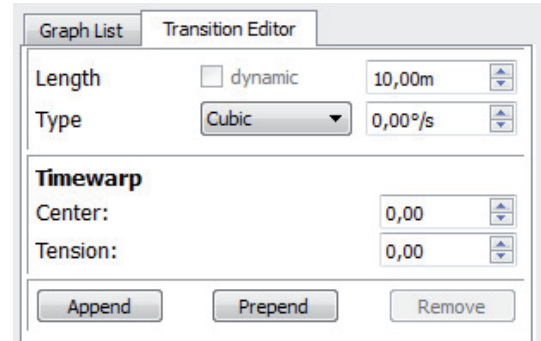 Graph List Transition Editor
Length dynamic 10,00m
Type Cubic 0,00°/s
Timewarp
Center: 0,00
Tension: 0,00
Append Prepend Remove